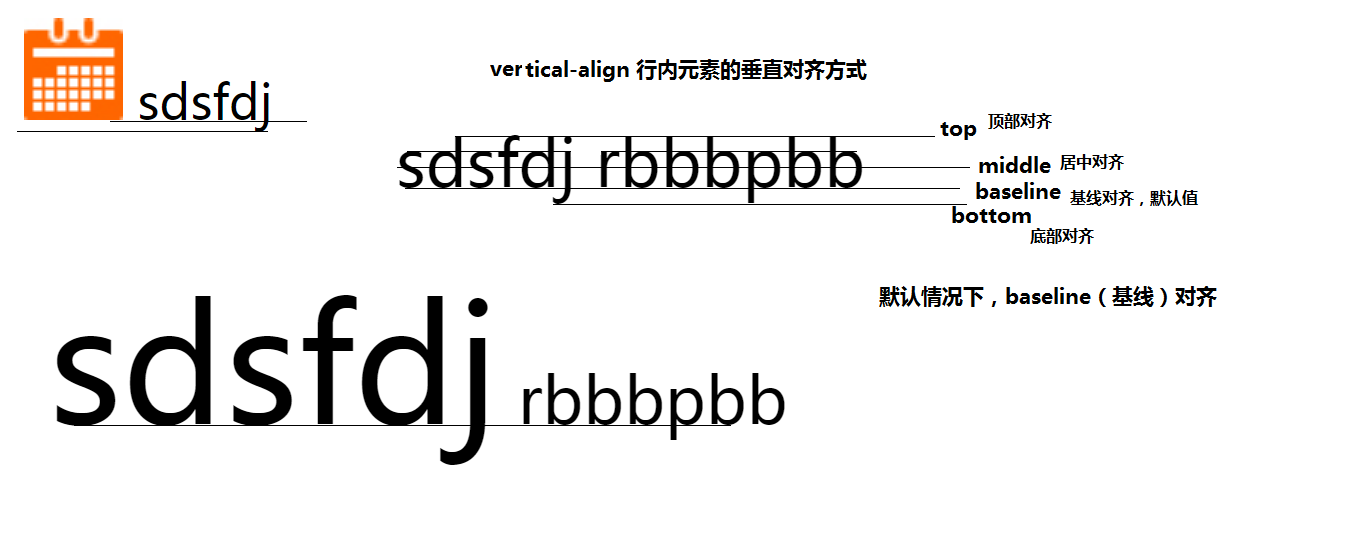 sdsfdj
vertical-align 行内元素的垂直对齐方式
sdsfdj rbbbpbb
top 顶部对齐
middle 居中对齐
baseline 基线对齐，默认值
bottom
底部对齐
默认情况下，baseline（基线）对齐
sdsfdj rbbbpbb